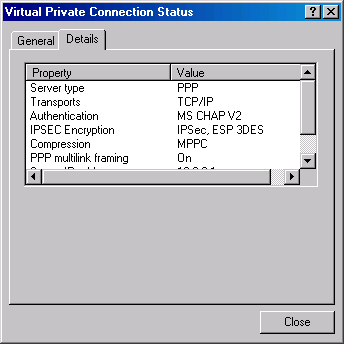 Virtual Private Connection Status
General Details
Property Value
Server type PPP
Transports TCP/IP
Authentication MS CHAP V2
IPSEC Encryption IPSec, ESP 3DES
Compression MPPC
PPP multilink framing On
Close